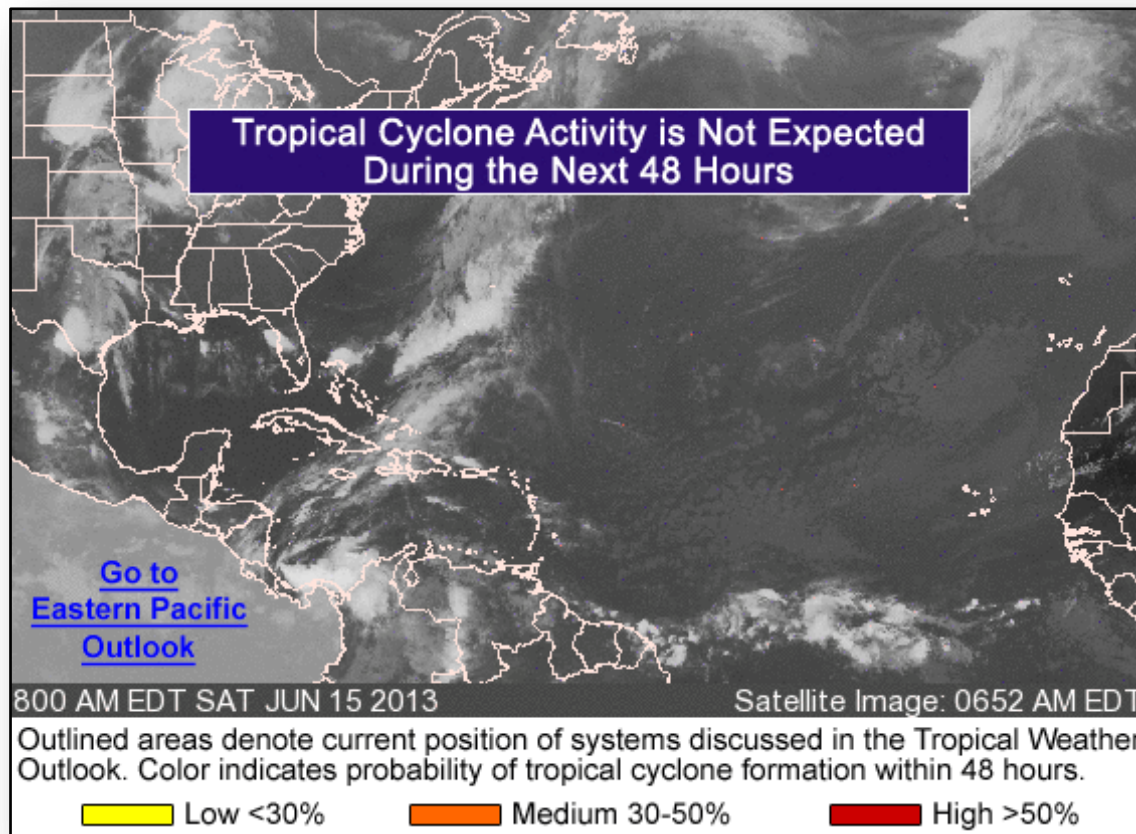 Tropical Cyclone Activity is Not Expected
During the Next 48 Hours
Go to
Eastern Pacific
Outlook
800 AM EDT SAT JUN 15 2013
Satellite Image: 0652 AM EDT
Outlined areas denote current position of systems discussed in the Tropical Weather
Outlook. Color indicates probability of tropical cyclone formation within 48 hours.
Low <30%
Medium 30-50%
High >50%